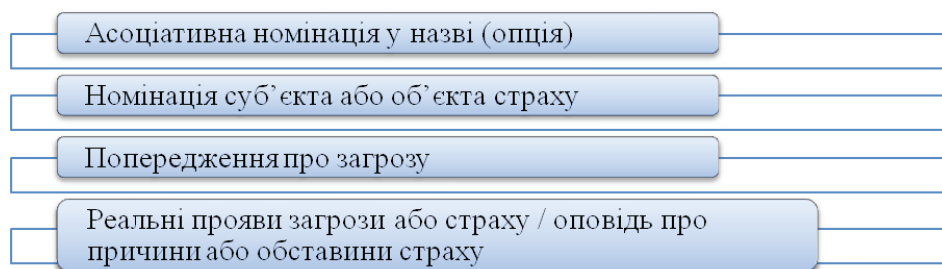 Асоціативна номінація у назві (опція)
Номінація суб’єкта або об’єкта страху
Попередження про загрозу
Реальні прояви загрози або страху / оповідь про
причини або обставини страху